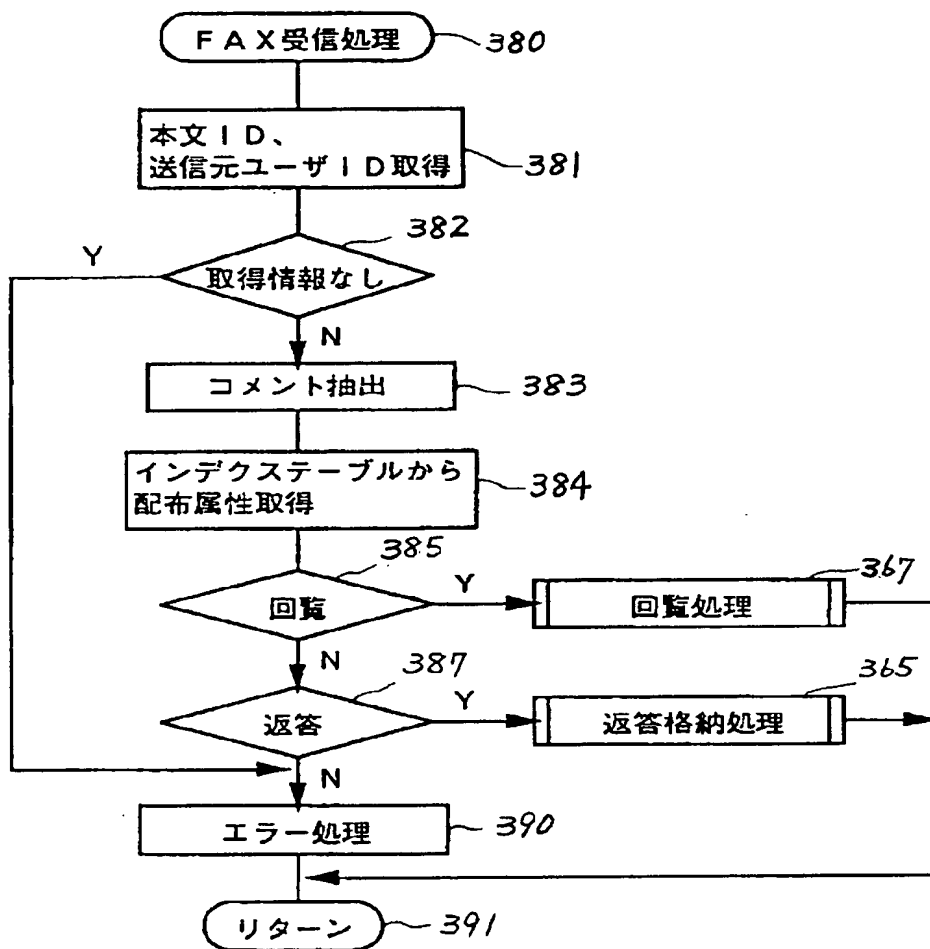 FAX受信処理
380
本文ID、
送信元ユーザID取得
381
382
Y
取得情報なし
N
コメント抽出
383
インデクステーブルから
配布属性取得
384
385
回覧
Y
367
回覧処理
N
387
返答
Y
365
返答格納処理
N
エラー処理
390
リターン
391